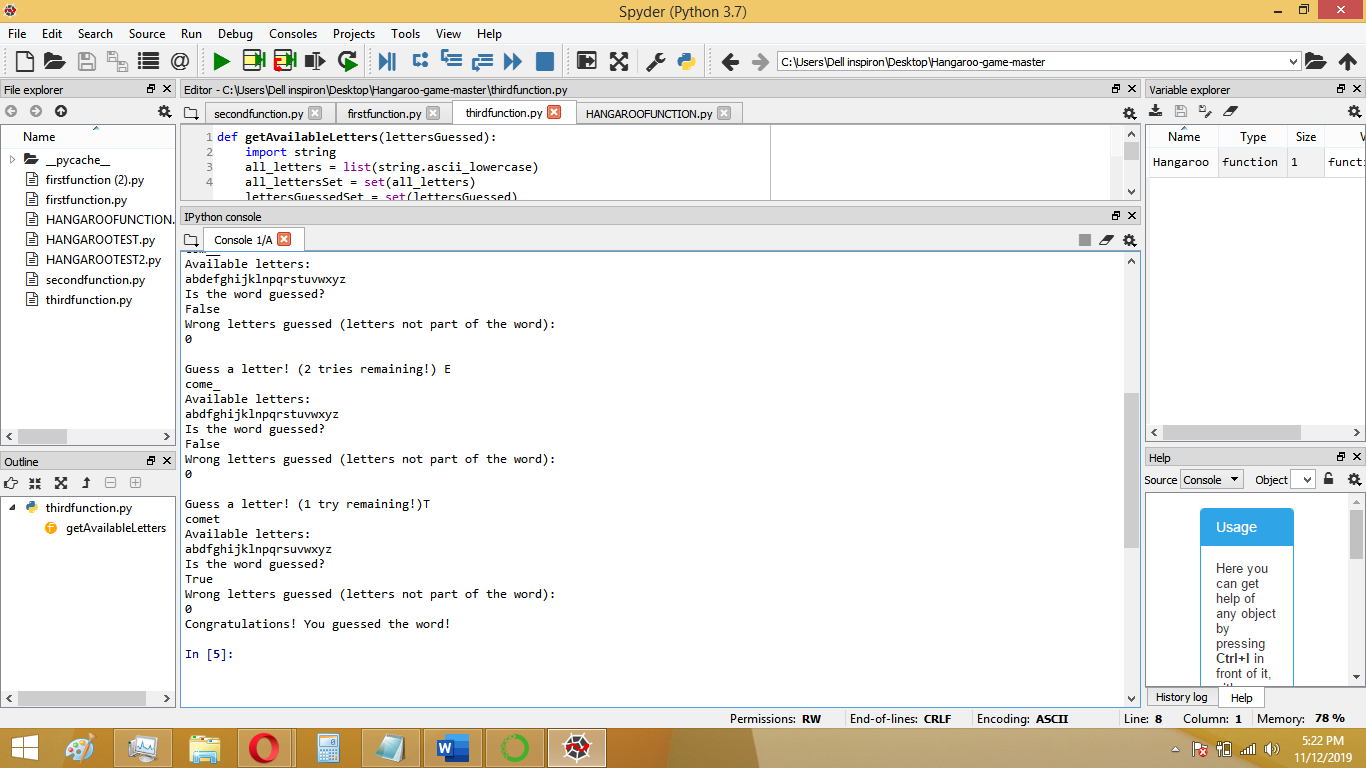 Spyder (Python 3.7)
File Edit Search Source Run Debug Consoles Projects Tools View Help
C:\Users\Dell inspiron\Desktop\Hangaroo-game-master
File explorer
Name
__pycache__
firstfunction (2).py
firstfunction.py
HANGAROOFUNCTION.
HANGAROOTEST.py
HANGAROOTEST2.py
secondfunction.py
thirdfunction.py
Outline
thirdfunction.py
getAvailableLetters
Editor - C:\Users\Dell inspiron\Desktop\Hangaroo-game-master\thirdfunction.py
secondfunction.py firstfunction.py thirdfunction.py HANGAROOFUNCTION.py
1 def getAvailableLetters(lettersGuessed):
2 import string
3 all_letters = list(string.ascii_lowercase)
4 all_lettersSet = set(all_letters)
lettersGuessedSet = set(lettersGuessed)
IPython console
Console 1/A
Available letters:
abdefghijklnpqrstuvwxyz
Is the word guessed?
False
Wrong letters guessed (letters not part of the word):
0
Guess a letter! (2 tries remaining!) E
come_
Available letters:
abdfghijklnpqrstuvwxyz
Is the word guessed?
False
Wrong letters guessed (letters not part of the word):
0
Guess a letter! (1 try remaining!)T
comet
Available letters:
abdfghijklnpqrsuvwxyz
Is the word guessed?
True
Wrong letters guessed (letters not part of the word):
0
Congratulations! You guessed the word!
In [5]:
Variable explorer
Name Type Size V
Hangaroo function 1 functi
Help
Source Console Object
Usage
Here you
can get
help of
any object
by
pressing
Ctrl+I in
front of it,
History log Help
Permissions: RW End-of-lines: CRLF Encoding: ASCII Line: 8 Column: 1 Memory: 78 %
5:22 PM
11/12/2019